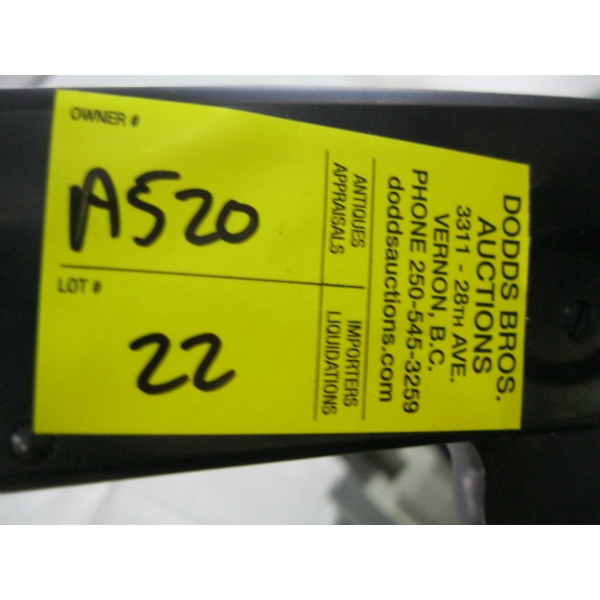 DODDS BROS.
AUCTIONS
3311 - 28TH AVE.
VERNON, B.C.
PHONE 250-545-3259
doddsauctions.com
ANTIQUES
APPRAISALS
IMPORTERS
LIQUIDATIONS
OWNER #
A520
LOT #
22